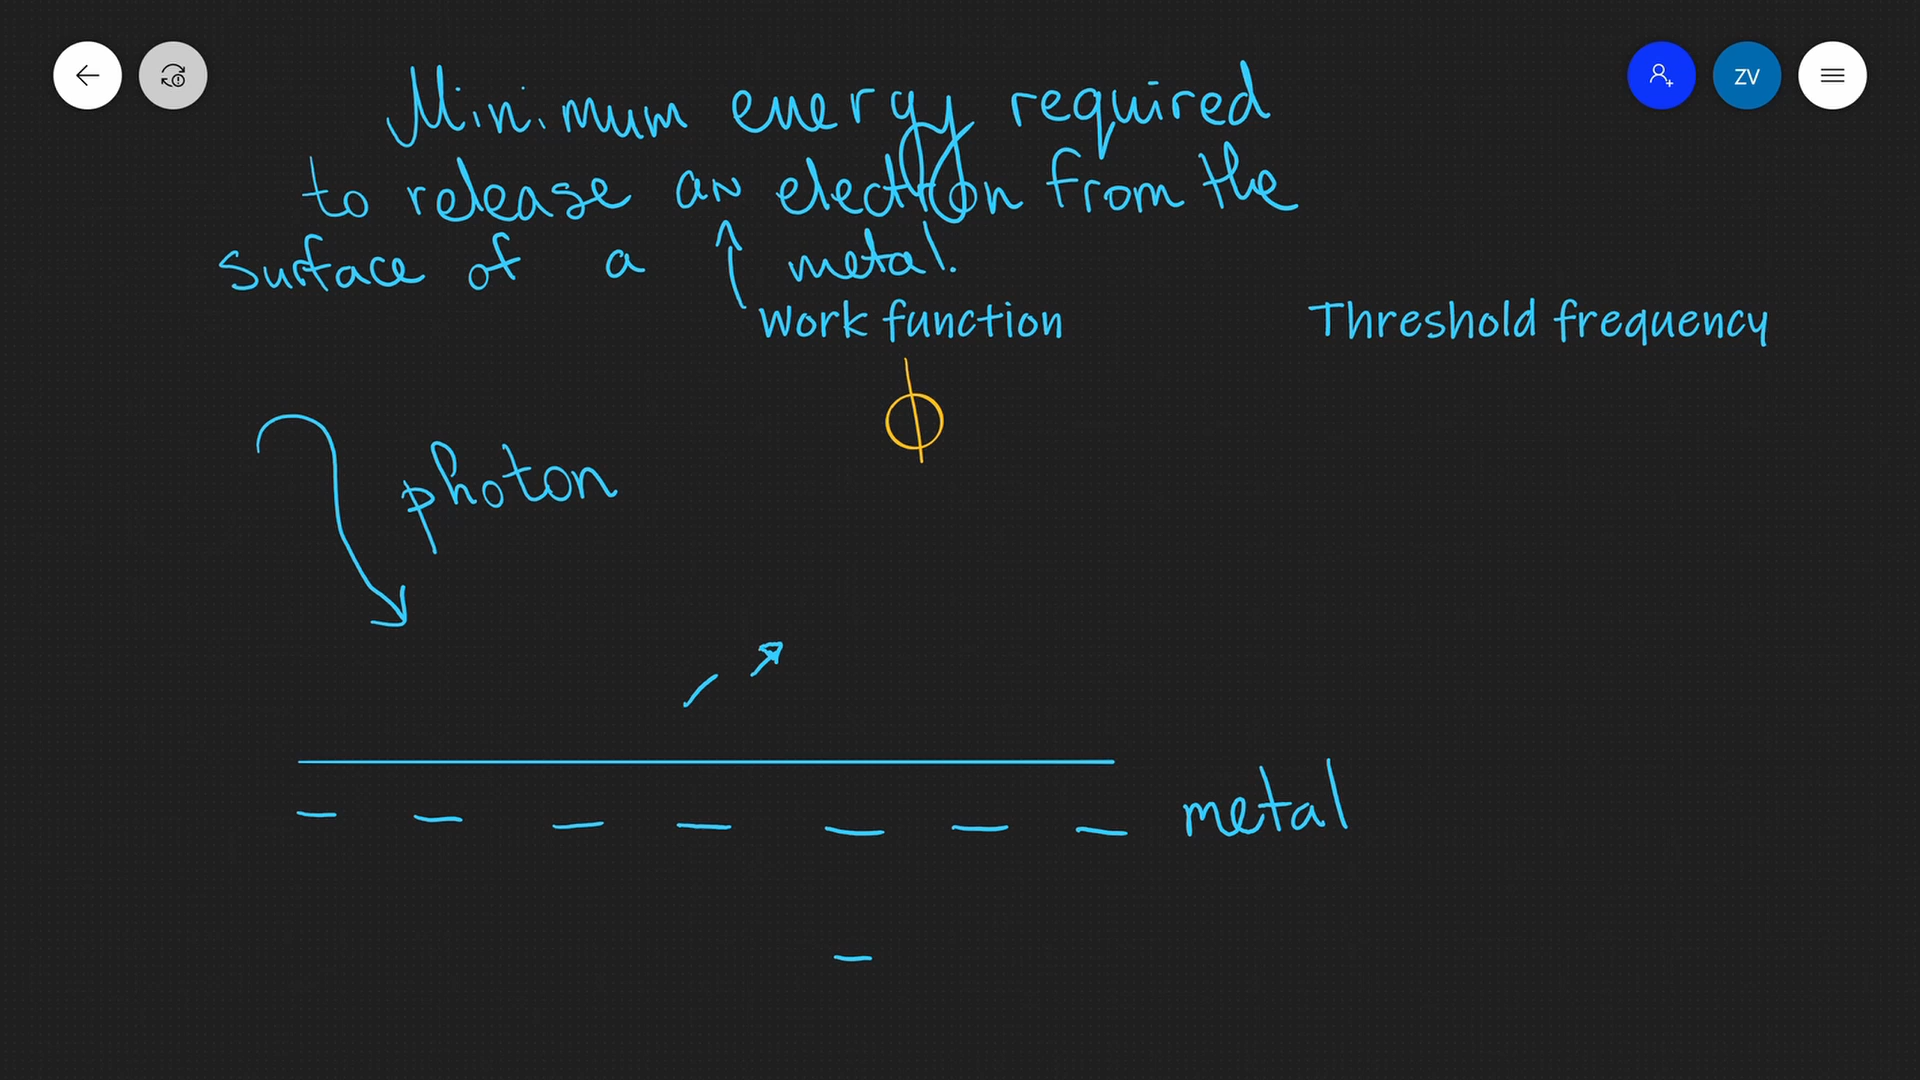 ZV
Minimum energy required
to release an electron from the
surface of a metal.
Work function
Threshold frequency
ϕ
photon
metal